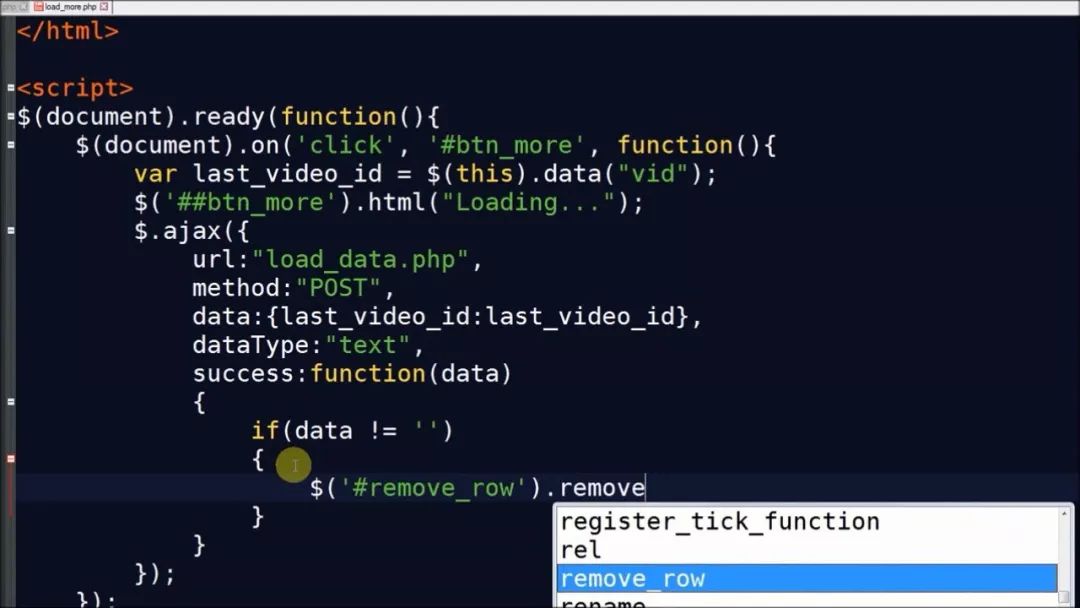 php load_more.php
</html>
<script>
$(document).ready(function(){
$(document).on('click', '#btn_more', function(){
var last_video_id = $(this).data("vid");
$('##btn_more').html("Loading...");
$.ajax({
url:"load_data.php",
method:"POST",
data:{last_video_id:last_video_id},
dataType:"text",
success:function(data)
{
if(data != '')
{
$('#remove_row').remove
}
}
});
});
register_tick_function
rel
remove_row
rename